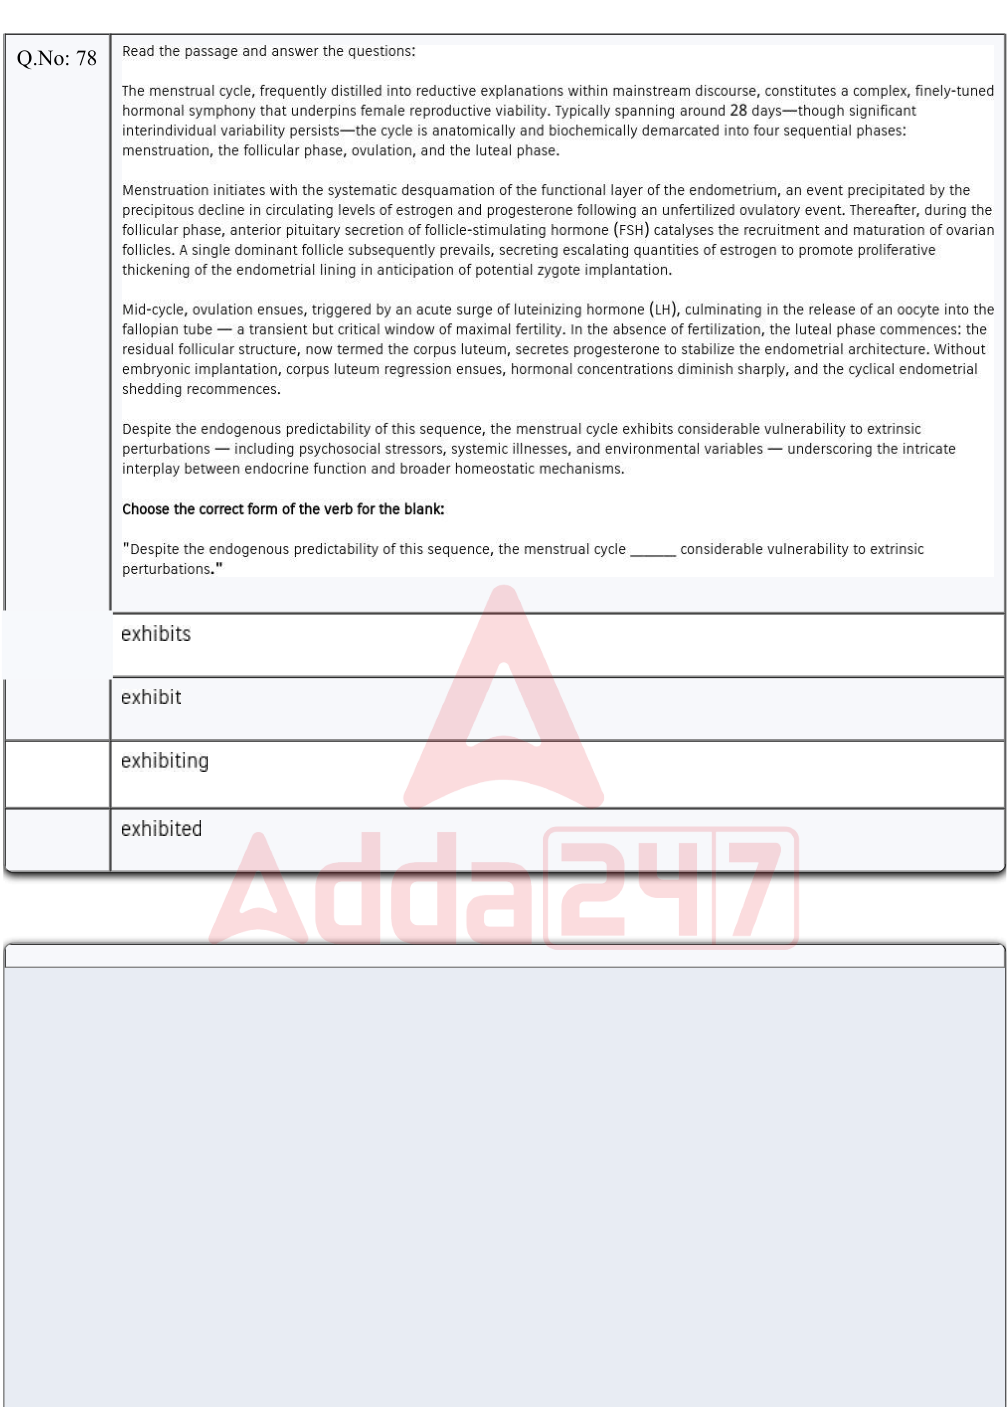 Q.No: 78
Read the passage and answer the questions:
The menstrual cycle, frequently distilled into reductive explanations within mainstream discourse, constitutes a complex, finely-tuned
hormonal symphony that underpins female reproductive viability. Typically spanning around 28 days—though significant
interindividual variability persists—the cycle is anatomically and biochemically demarcated into four sequential phases:
menstruation, the follicular phase, ovulation, and the luteal phase.
Menstruation initiates with the systematic desquamation of the functional layer of the endometrium, an event precipitated by the
precipitous decline in circulating levels of estrogen and progesterone following an unfertilized ovulatory event. Thereafter, during the
follicular phase, anterior pituitary secretion of follicle-stimulating hormone (FSH) catalyses the recruitment and maturation of ovarian
follicles. A single dominant follicle subsequently prevails, secreting escalating quantities of estrogen to promote proliferative
thickening of the endometrial lining in anticipation of potential zygote implantation.
Mid-cycle, ovulation ensues, triggered by an acute surge of luteinizing hormone (LH), culminating in the release of an oocyte into the
fallopian tube — a transient but critical window of maximal fertility. In the absence of fertilization, the luteal phase commences: the
residual follicular structure, now termed the corpus luteum, secretes progesterone to stabilize the endometrial architecture. Without
embryonic implantation, corpus luteum regression ensues, hormonal concentrations diminish sharply, and the cyclical endometrial
shedding recommences.
Despite the endogenous predictability of this sequence, the menstrual cycle exhibits considerable vulnerability to extrinsic
perturbations — including psychosocial stressors, systemic illnesses, and environmental variables — underscoring the intricate
interplay between endocrine function and broader homeostatic mechanisms.
Choose the correct form of the verb for the blank:
"Despite the endogenous predictability of this sequence, the menstrual cycle ______ considerable vulnerability to extrinsic
perturbations."
exhibits
exhibit
exhibiting
exhibited
Adda247